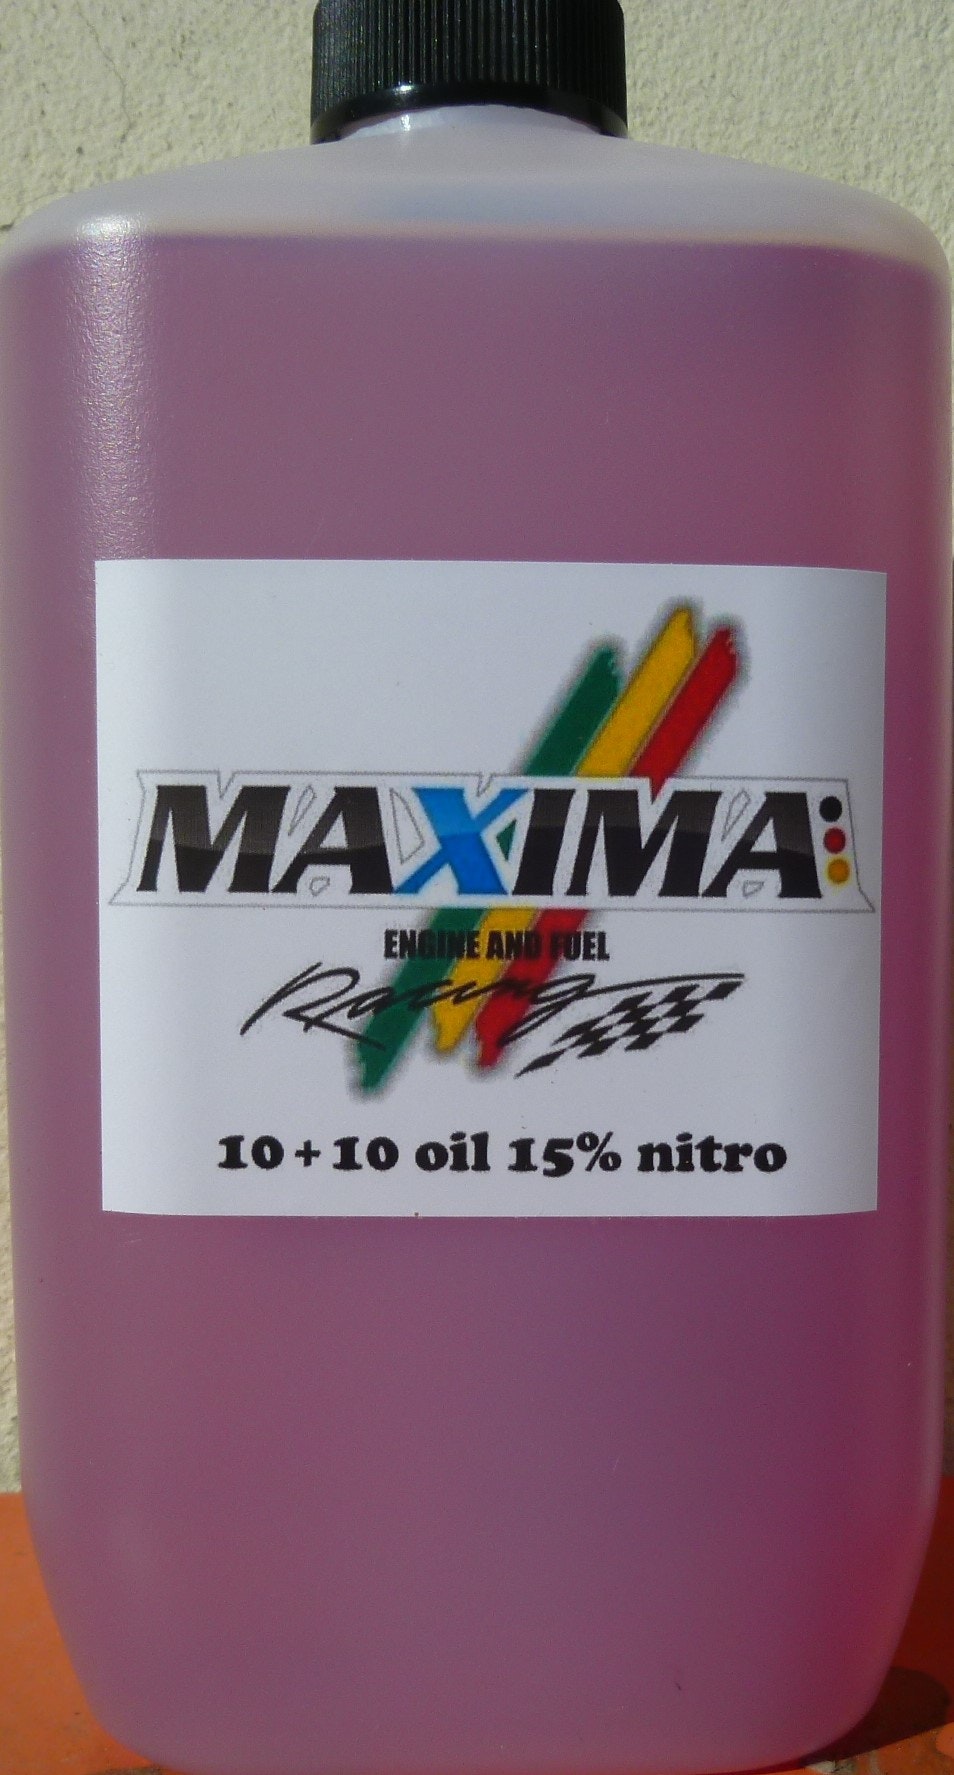 MAXIMA
ENGINE AND FUEL
Racing
10+10 oil 15% nitro